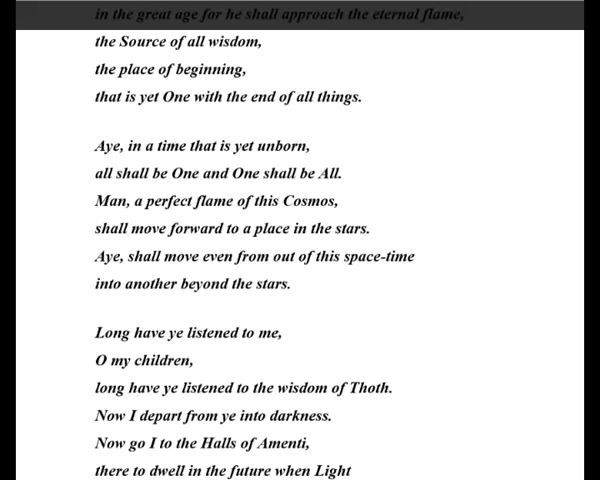 in the great age for he shall approach the eternal flame,
the Source of all wisdom,
the place of beginning,
that is yet One with the end of all things.
Aye, in a time that is yet unborn,
all shall be One and One shall be All.
Man, a perfect flame of this Cosmos,
shall move forward to a place in the stars.
Aye, shall move even from out of this space-time
into another beyond the stars.
Long have ye listened to me,
O my children,
long have ye listened to the wisdom of Thoth.
Now I depart from ye into darkness.
Now go I to the Halls of Amenti,
there to dwell in the future when Light